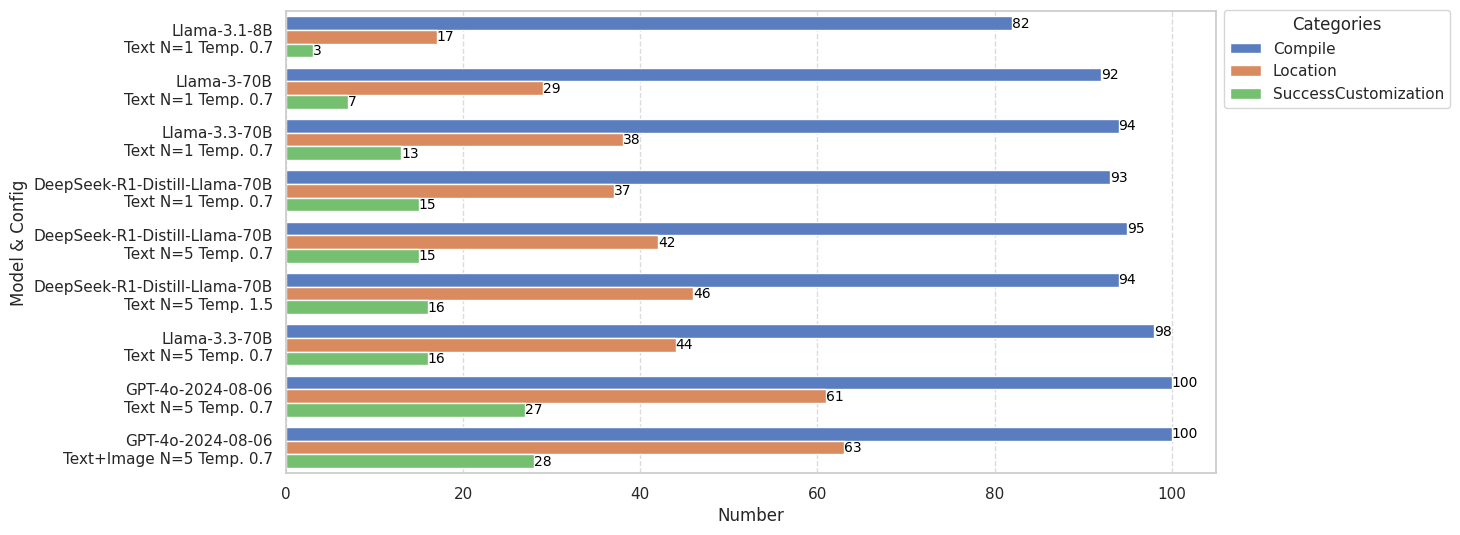 Categories
Compile
Location
SuccessCustomization
Model & Config
Llama-3.1-8B
Text N=1 Temp. 0.7
82
17
3
Llama-3-70B
Text N=1 Temp. 0.7
92
29
7
Llama-3.3-70B
Text N=1 Temp. 0.7
94
38
13
DeepSeek-R1-Distill-Llama-70B
Text N=1 Temp. 0.7
93
37
15
DeepSeek-R1-Distill-Llama-70B
Text N=5 Temp. 0.7
95
42
15
DeepSeek-R1-Distill-Llama-70B
Text N=5 Temp. 1.5
94
46
16
Llama-3.3-70B
Text N=5 Temp. 0.7
98
44
16
GPT-4o-2024-08-06
Text N=5 Temp. 0.7
100
61
27
GPT-4o-2024-08-06
Text+Image N=5 Temp. 0.7
100
63
28
0 20 40 60 80 100
Number